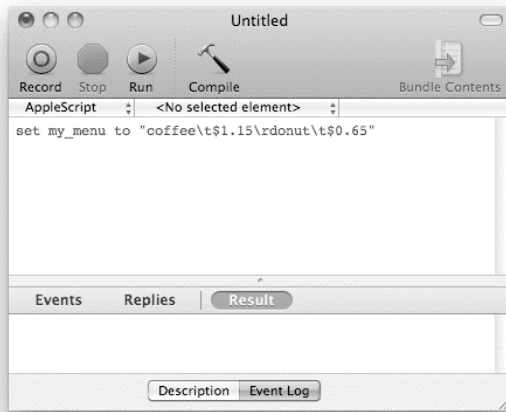 Untitled
Record Stop Run Compile Bundle Contents
AppleScript <No selected element>
set my_menu to "coffee\t$1.15\rdonut\t$0.65"
Events Replies Result
Description Event Log